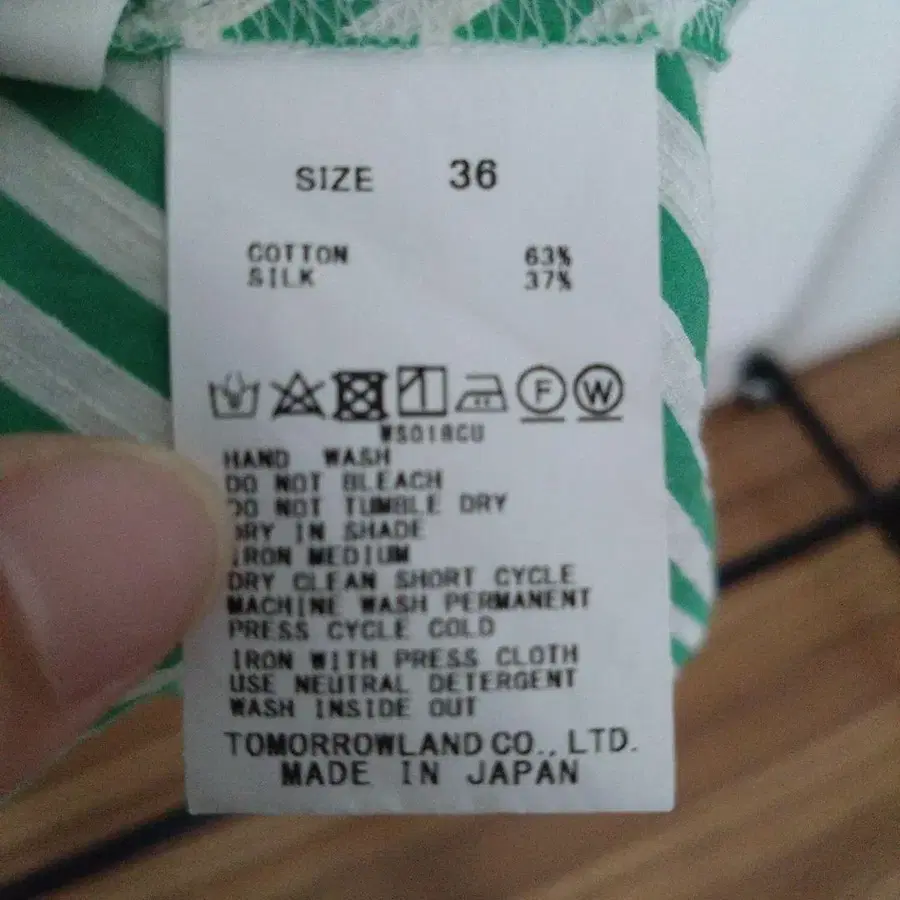 SIZE 36
COTTON 63%
SILK 37%
F W
HAND WASH
DO NOT BLEACH
DO NOT TUMBLE DRY
DRY IN SHADE
IRON MEDIUM
DRY CLEAN SHORT CYCLE
MACHINE WASH PERMANENT
PRESS CYCLE COLD
IRON WITH PRESS CLOTH
USE NEUTRAL DETERGENT
WASH INSIDE OUT
TOMORROWLAND CO., LTD.
MADE IN JAPAN